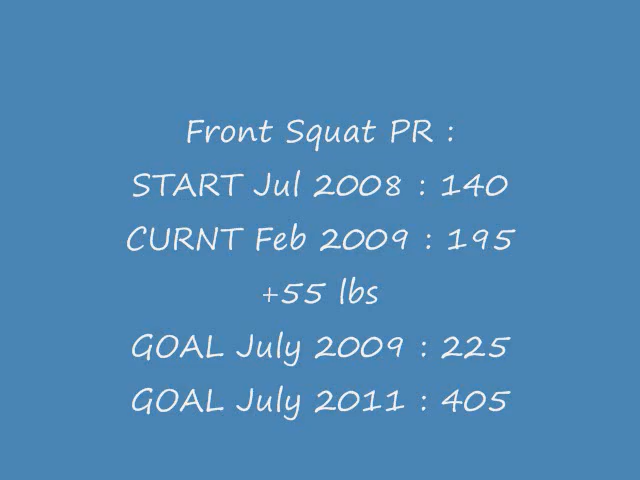 Front Squat PR :
START Jul 2008 : 140
CURNT Feb 2009 : 195
+55 lbs
GOAL July 2009 : 225
GOAL July 2011 : 405